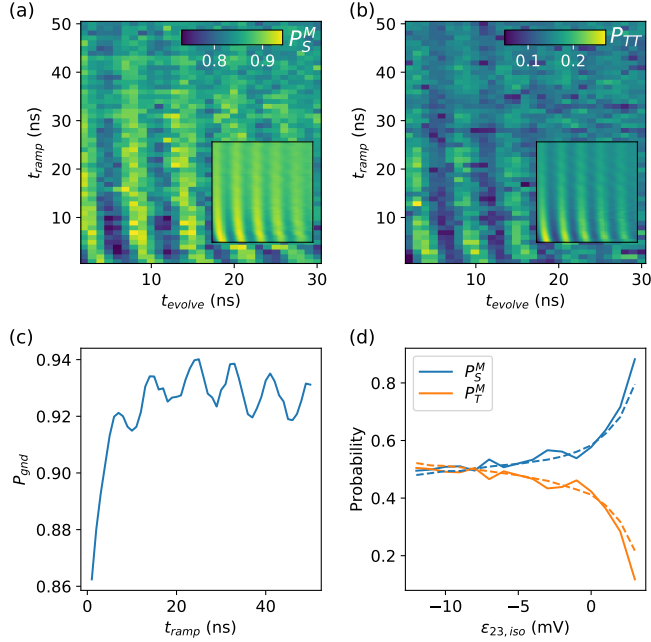 (a)
(b)
P_S^M
0.8 0.9
P_TT
0.1 0.2
50
40
30
20
10
t_ramp (ns)
10 20 30
t_evolve (ns)
50
40
30
20
10
t_ramp (ns)
10 20 30
t_evolve (ns)
(c)
(d)
0.94
0.92
0.90
0.88
0.86
P_gnd
0 20 40
t_ramp (ns)
P_S^M
P_T^M
0.8
0.6
0.4
0.2
Probability
−10 −5 0
ε_23,iso (mV)